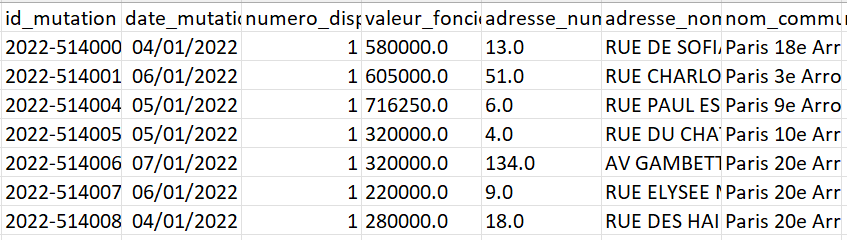 id_mutation date_mutatio numero_disp valeur_foncie adresse_num adresse_nom nom_commu
2022-514000 04/01/2022 1 580000.0 13.0 RUE DE SOFIA Paris 18e Arr
2022-514001 06/01/2022 1 605000.0 51.0 RUE CHARLO Paris 3e Arro
2022-514004 05/01/2022 1 716250.0 6.0 RUE PAUL ES Paris 9e Arro
2022-514005 05/01/2022 1 320000.0 4.0 RUE DU CHA Paris 10e Arr
2022-514006 07/01/2022 1 320000.0 134.0 AV GAMBETT Paris 20e Arr
2022-514007 06/01/2022 1 220000.0 9.0 RUE ELYSEE M Paris 20e Arr
2022-514008 04/01/2022 1 280000.0 18.0 RUE DES HAI Paris 20e Arr